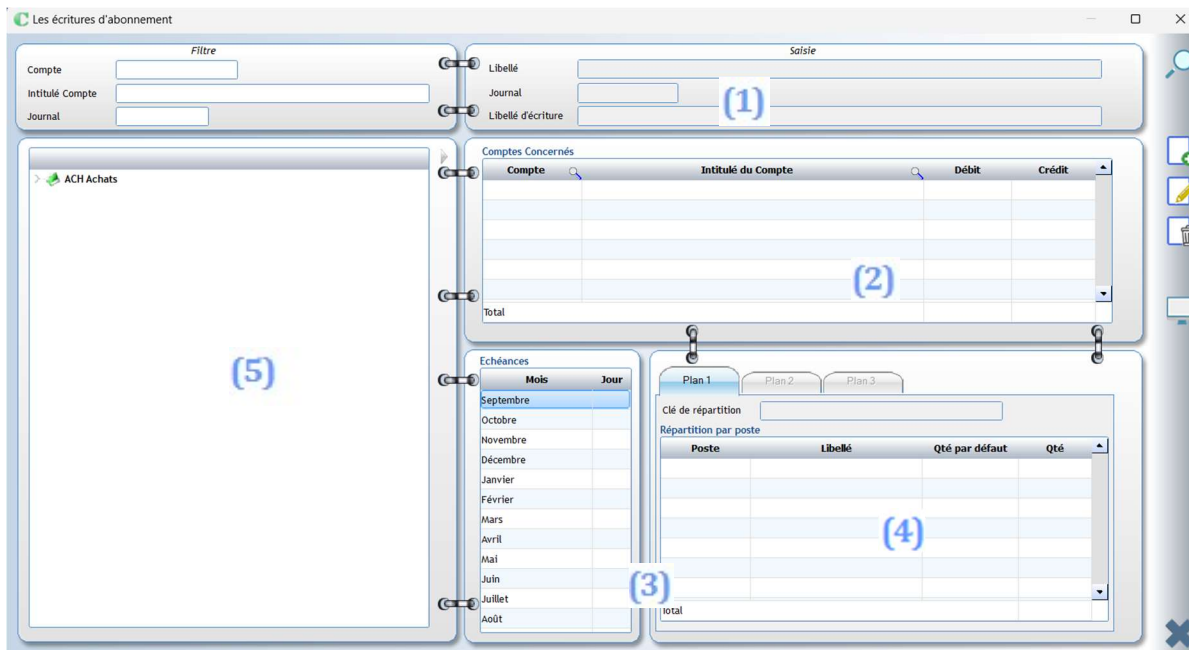 Les écritures d'abonnement
Filtre
Compte
Intitulé Compte
Journal
Saisie
Libellé
Journal
Libellé d'écriture
(1)
ACH Achats
(5)
Comptes Concernés
Compte Intitulé du Compte Débit Crédit
(2)
Total
Echéances
Mois Jour
Septembre
Octobre
Novembre
Décembre
Janvier
Février
Mars
Avril
Mai
Juin
Juillet
Août
(3)
Plan 1 Plan 2 Plan 3
Clé de répartition
Répartition par poste
Poste Libellé Qté par défaut Qté
(4)
Total